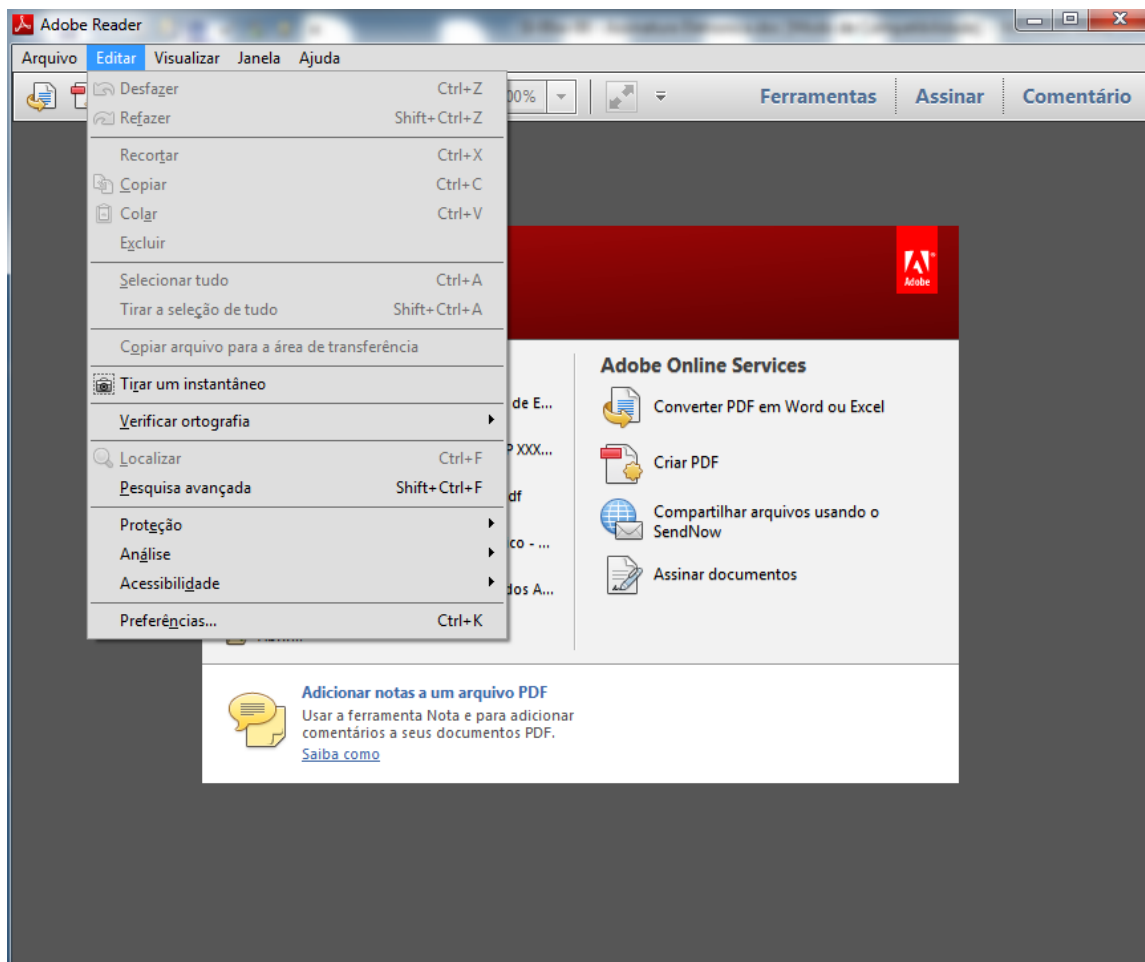 Adobe Reader
Arquivo Editar Visualizar Janela Ajuda
Desfazer Ctrl+Z
Refazer Shift+Ctrl+Z
Recortar Ctrl+X
Copiar Ctrl+C
Colar Ctrl+V
Excluir
Selecionar tudo Ctrl+A
Tirar a seleção de tudo Shift+Ctrl+A
Copiar arquivo para a área de transferência
Tirar um instantâneo
Verificar ortografia
Localizar Ctrl+F
Pesquisa avançada Shift+Ctrl+F
Proteção
Análise
Acessibilidade
Preferências... Ctrl+K
00%
Ferramentas Assinar Comentário
Adobe
de E...
P XXX...
df
ico - ...
dos A...
Adobe Online Services
Converter PDF em Word ou Excel
Criar PDF
Compartilhar arquivos usando o
SendNow
Assinar documentos
Adicionar notas a um arquivo PDF
Usar a ferramenta Nota e para adicionar
comentários a seus documentos PDF.
Saiba como